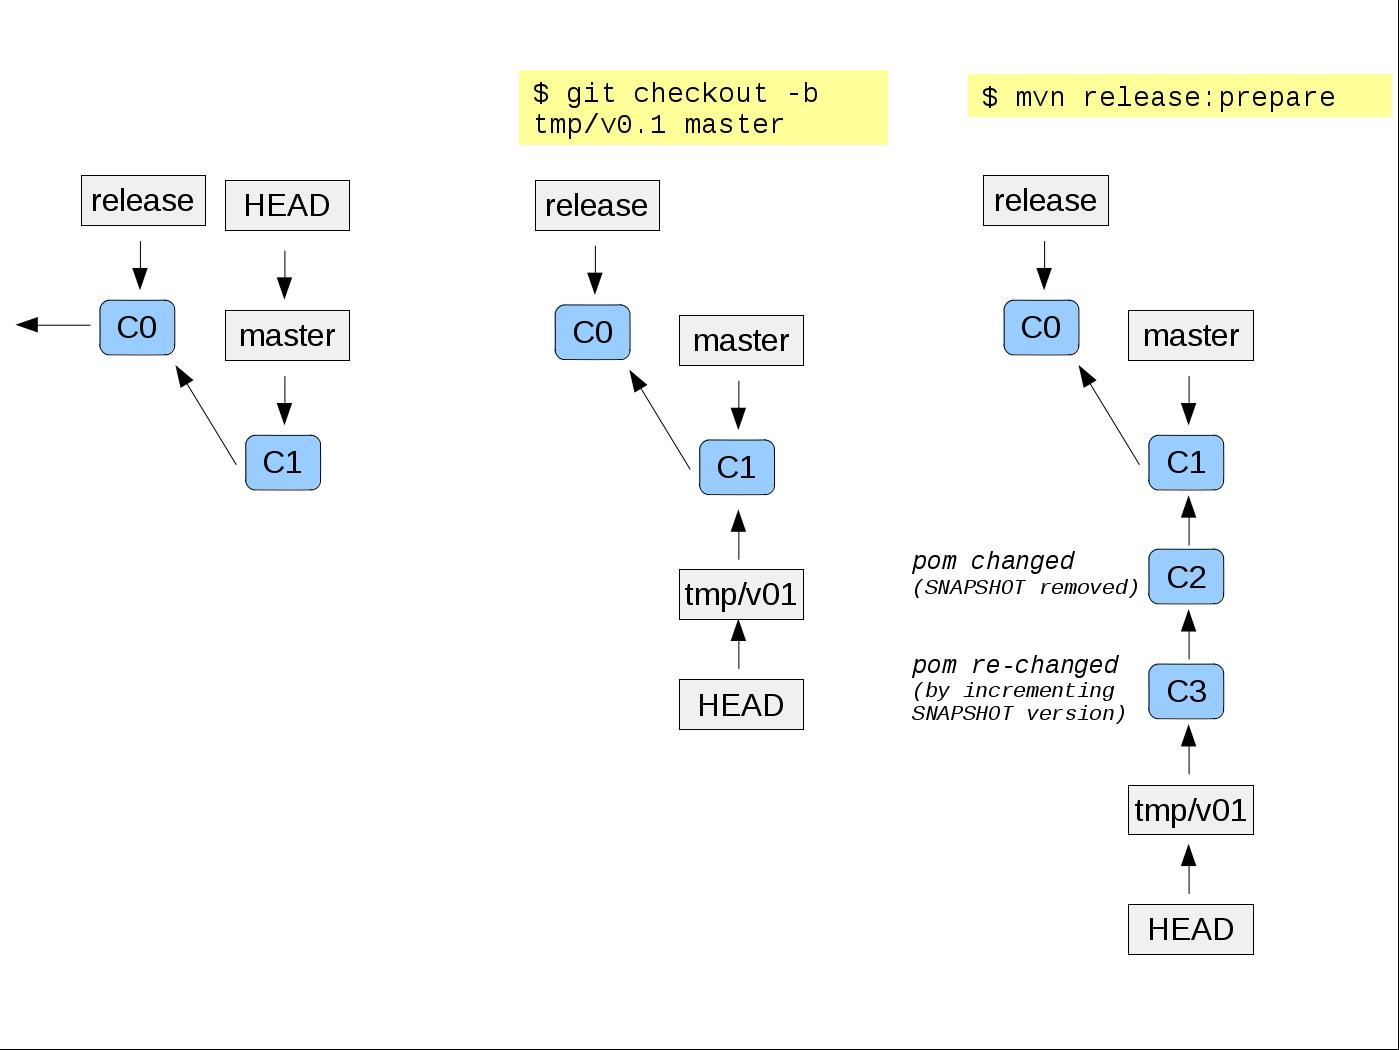 $ git checkout -b
tmp/v0.1 master
$ mvn release:prepare
release
HEAD
C0
master
C1
release
C0
master
C1
tmp/v01
HEAD
release
C0
master
C1
pom changed
(SNAPSHOT removed)
C2
pom re-changed
(by incrementing
SNAPSHOT version)
C3
tmp/v01
HEAD